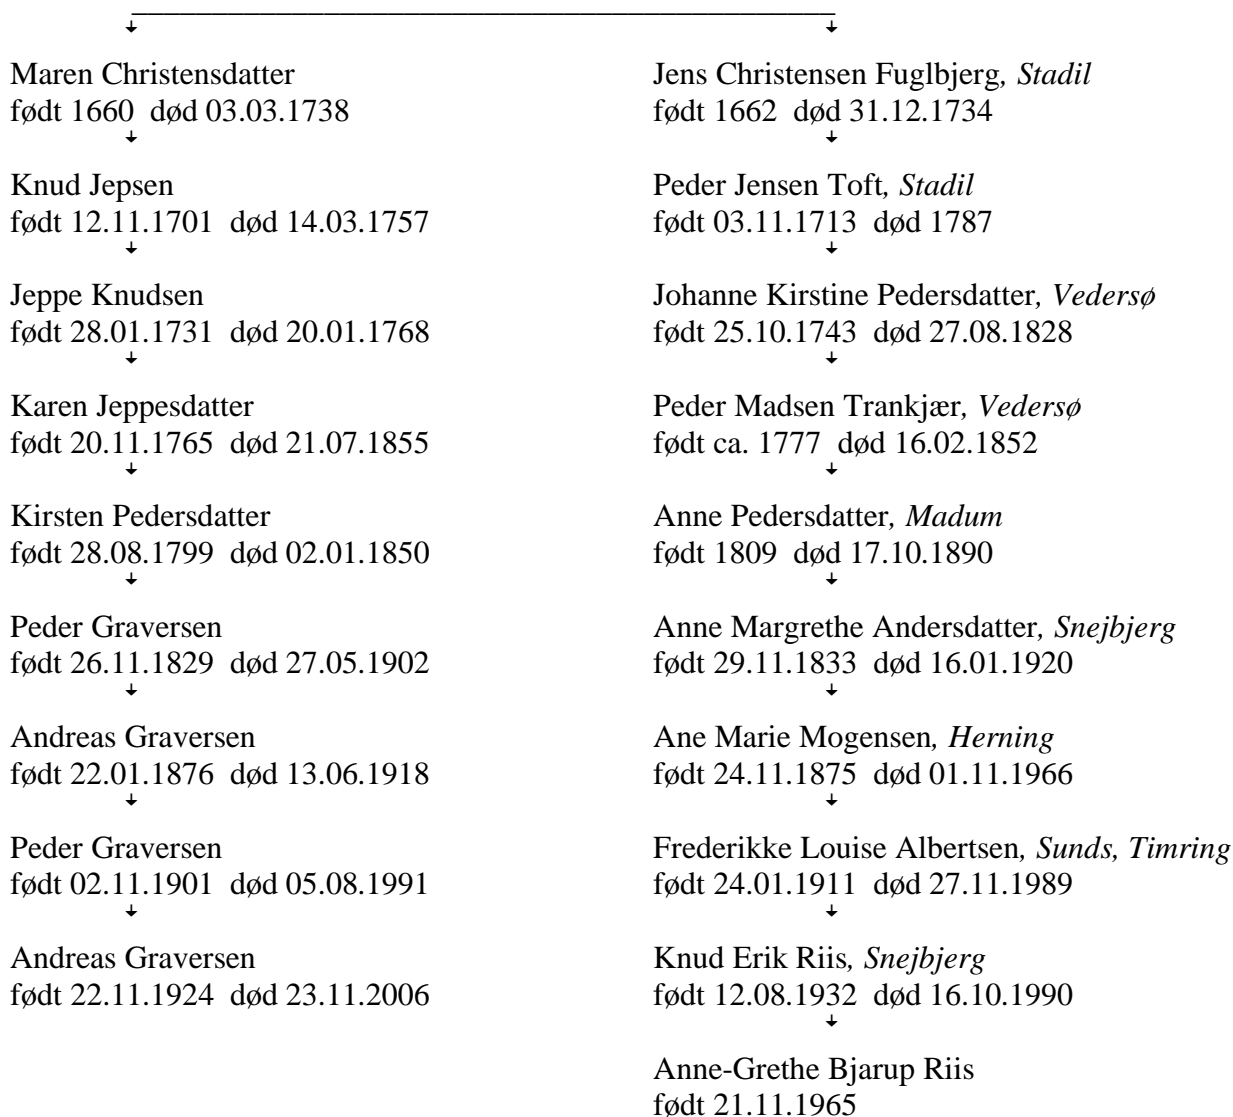 Maren Christensdatter
født 1660 død 03.03.1738
Knud Jepsen
født 12.11.1701 død 14.03.1757
Jeppe Knudsen
født 28.01.1731 død 20.01.1768
Karen Jeppesdatter
født 20.11.1765 død 21.07.1855
Kirsten Pedersdatter
født 28.08.1799 død 02.01.1850
Peder Graversen
født 26.11.1829 død 27.05.1902
Andreas Graversen
født 22.01.1876 død 13.06.1918
Peder Graversen
født 02.11.1901 død 05.08.1991
Andreas Graversen
født 22.11.1924 død 23.11.2006
Jens Christensen Fuglbjerg, Stadil
født 1662 død 31.12.1734
Peder Jensen Toft, Stadil
født 03.11.1713 død 1787
Johanne Kirstine Pedersdatter, Vedersø
født 25.10.1743 død 27.08.1828
Peder Madsen Trankjær, Vedersø
født ca. 1777 død 16.02.1852
Anne Pedersdatter, Madum
født 1809 død 17.10.1890
Anne Margrethe Andersdatter, Snejbjerg
født 29.11.1833 død 16.01.1920
Ane Marie Mogensen, Herning
født 24.11.1875 død 01.11.1966
Frederikke Louise Albertsen, Sunds, Timring
født 24.01.1911 død 27.11.1989
Knud Erik Riis, Snejbjerg
født 12.08.1932 død 16.10.1990
Anne-Grethe Bjarup Riis
født 21.11.1965